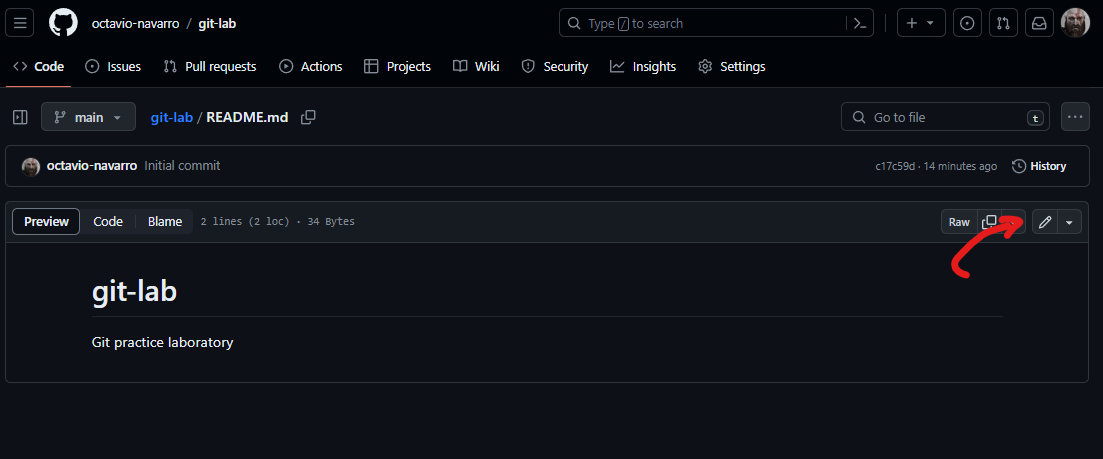 octavio-navarro / git-lab
Type / to search
Code Issues Pull requests Actions Projects Wiki Security Insights Settings
main git-lab / README.md Go to file t
octavio-navarro Initial commit c17c59d · 14 minutes ago History
Preview Code Blame 2 lines (2 loc) · 34 Bytes Raw
git-lab
Git practice laboratory